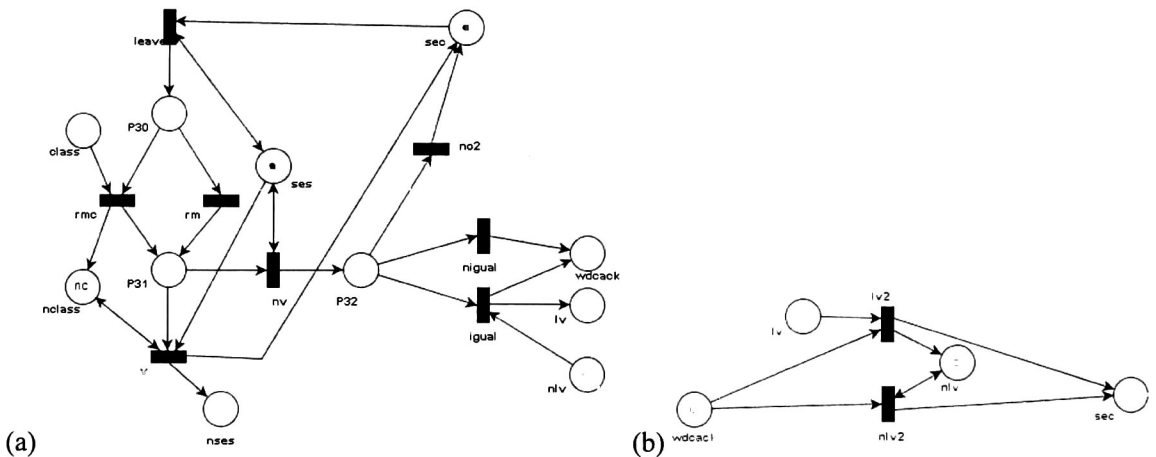 leave
sec
P30
class
no2
ses
rmc
rm
nigual
wdcack
P31
nc
nclass
nv
P32
lv
igual
nlv
nses
(a)
lv2
lv
nlv
sec
nlv2
(b)